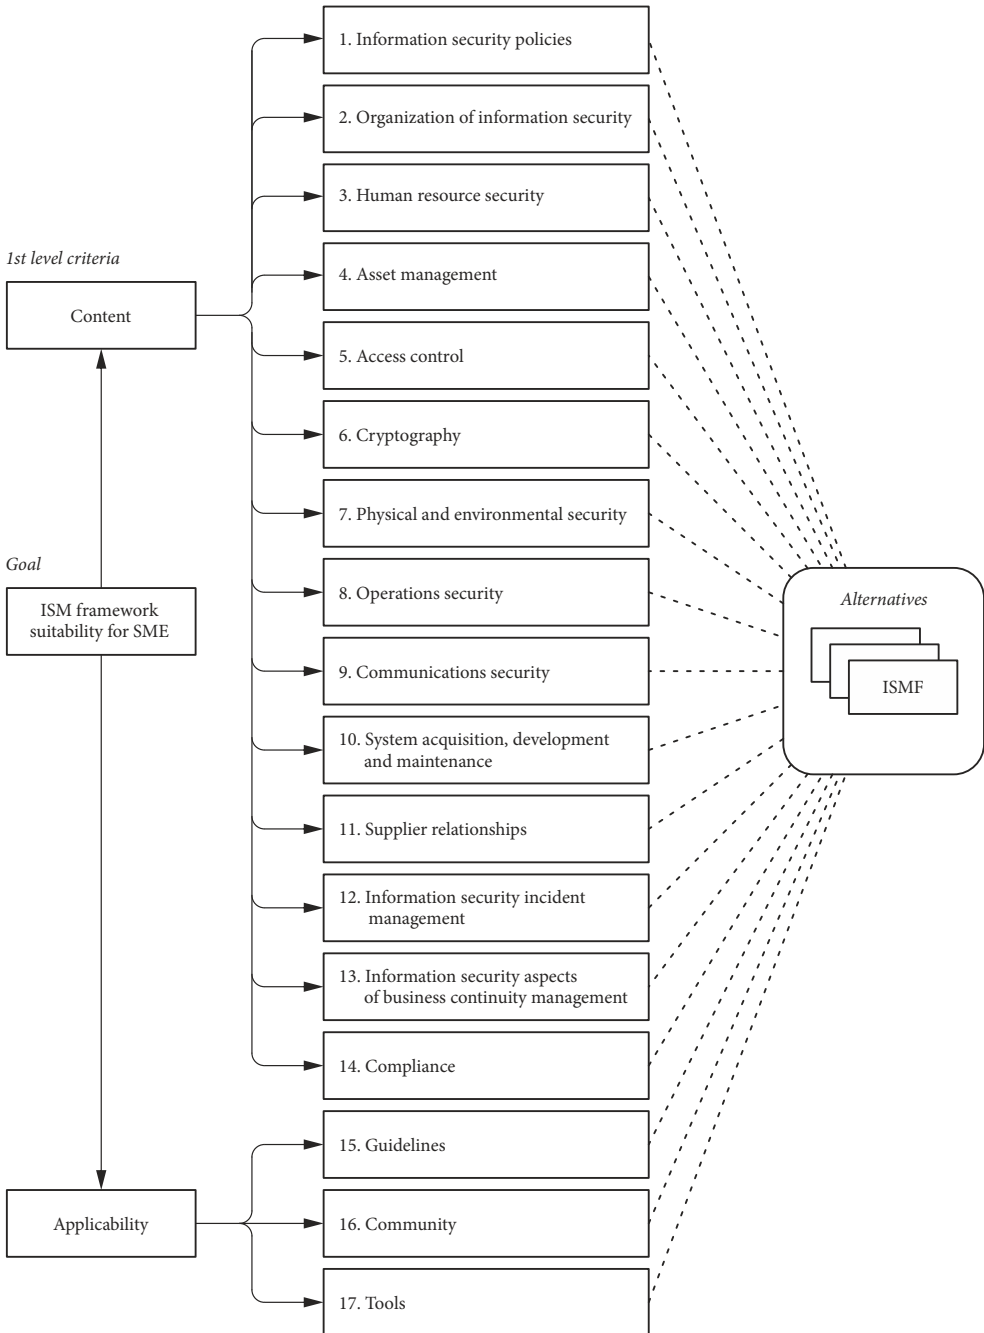 1. Information security policies
2. Organization of information security
3. Human resource security
1st level criteria
Content
4. Asset management
5. Access control
6. Cryptography
7. Physical and environmental security
Goal
ISM framework
suitability for SME
8. Operations security
9. Communications security
10. System acquisition, development
and maintenance
11. Supplier relationships
12. Information security incident
management
13. Information security aspects
of business continuity management
14. Compliance
15. Guidelines
Applicability
16. Community
17. Tools
Alternatives
ISMF